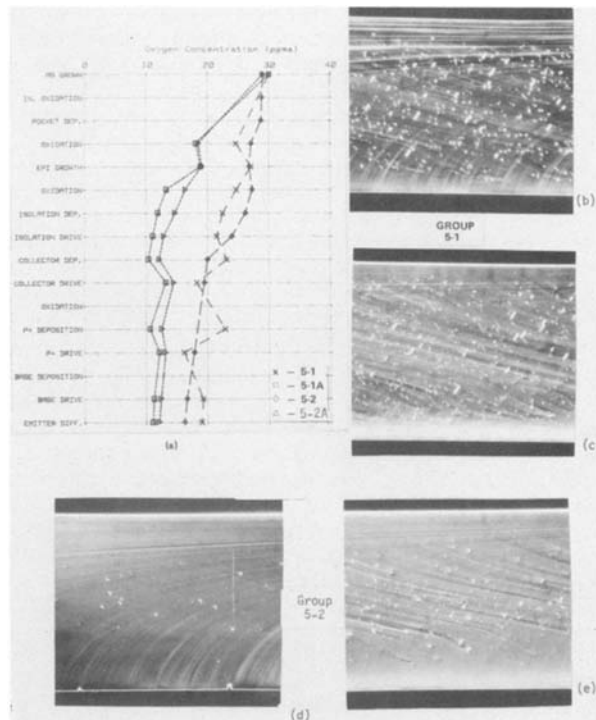 Oxygen Concentration (ppma)
0 10 20 30 40
AS GROWN
INL OXIDATION
POCKET DEP.
OXIDATION
EPI GROWTH
OXIDATION
ISOLATION DEP.
ISOLATION DRIVE
COLLECTOR DEP.
COLLECTOR DRIVE
OXIDATION
P+ DEPOSITION
P+ DRIVE
BASE DEPOSITION
BASE DRIVE
EMITTER DIFF.
x - 5-1
- 5-1A
- 5-2
- 5-2A
(a)
(b)
GROUP
5-1
(c)
Group
5-2
(d)
(e)